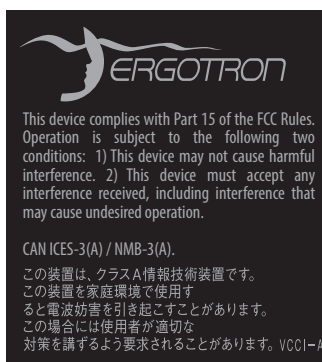 ERGOTRON
This device complies with Part 15 of the FCC Rules.
Operation is subject to the following two
conditions: 1) This device may not cause harmful
interference. 2) This device must accept any
interference received, including interference that
may cause undesired operation.
CAN ICES-3(A) / NMB-3(A).
この装置は、クラスA情報技術装置です。
この装置を家庭環境で使用す
ると電波妨害を引き起こすことがあります。
この場合には使用者が適切な
対策を講ずるよう要求されることがあります。VCCI-A